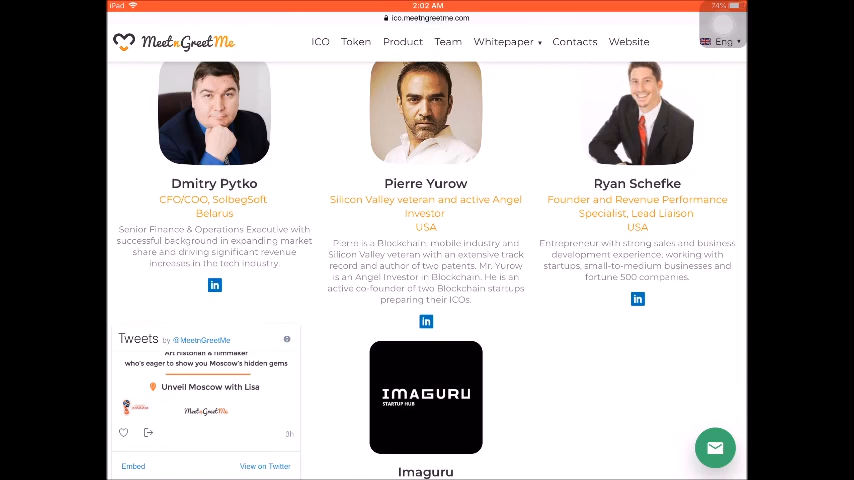 iPad
2:02 AM
74%
ico.meetngreetme.com
MeetnGreetMe
ICO Token Product Team Whitepaper ▾ Contacts Website
Eng ▾
Dmitry Pytko
CFO/COO, SolbegSoft
Belarus
Senior Finance & Operations Executive with
successful background in expanding market
share and driving significant revenue
increases in the tech industry.
in
Pierre Yurow
Silicon Valley veteran and active Angel
Investor
USA
Pierre is a Blockchain, mobile industry and
Silicon Valley veteran with an extensive track
record and author of two patents. Mr. Yurow
is an Angel Investor in Blockchain. He is an
active co-founder of two Blockchain startups
preparing their ICOs.
in
Ryan Schefke
Founder and Revenue Performance
Specialist, Lead Liaison
USA
Entrepreneur with strong sales and business
development experience, working with
startups, small-to-medium businesses and
fortune 500 companies.
in
Tweets by @MeetnGreetMe
Art historian & filmmaker
who's eager to show you Moscow's hidden gems
Unveil Moscow with Lisa
MeetnGreetMe
3h
Embed
View on Twitter
IMAGURU
STARTUP HUB
Imaguru